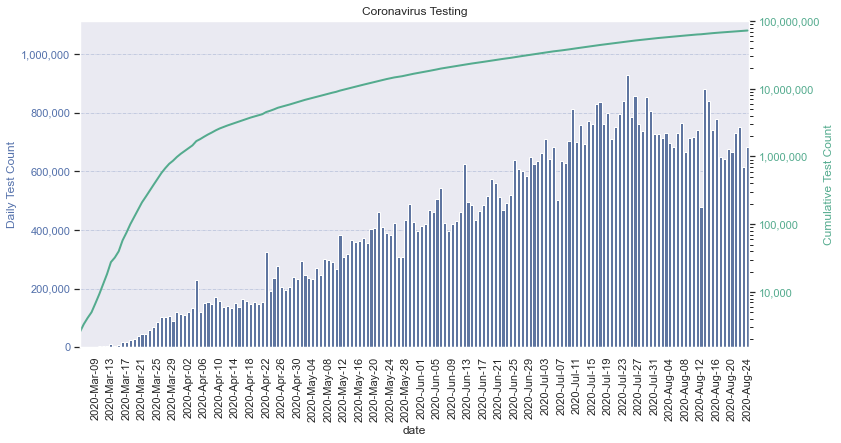 Coronavirus Testing
1,000,000
800,000
600,000
400,000
200,000
0
Daily Test Count
100,000,000
10,000,000
1,000,000
100,000
10,000
Cumulative Test Count
2020-Mar-09
2020-Mar-13
2020-Mar-17
2020-Mar-21
2020-Mar-25
2020-Mar-29
2020-Apr-02
2020-Apr-06
2020-Apr-10
2020-Apr-14
2020-Apr-18
2020-Apr-22
2020-Apr-26
2020-Apr-30
2020-May-04
2020-May-08
2020-May-12
2020-May-16
2020-May-20
2020-May-24
2020-May-28
2020-Jun-01
2020-Jun-05
2020-Jun-09
2020-Jun-13
2020-Jun-17
2020-Jun-21
2020-Jun-25
2020-Jun-29
2020-Jul-03
2020-Jul-07
2020-Jul-11
2020-Jul-15
2020-Jul-19
2020-Jul-23
2020-Jul-27
2020-Jul-31
2020-Aug-04
2020-Aug-08
2020-Aug-12
2020-Aug-16
2020-Aug-20
2020-Aug-24
date